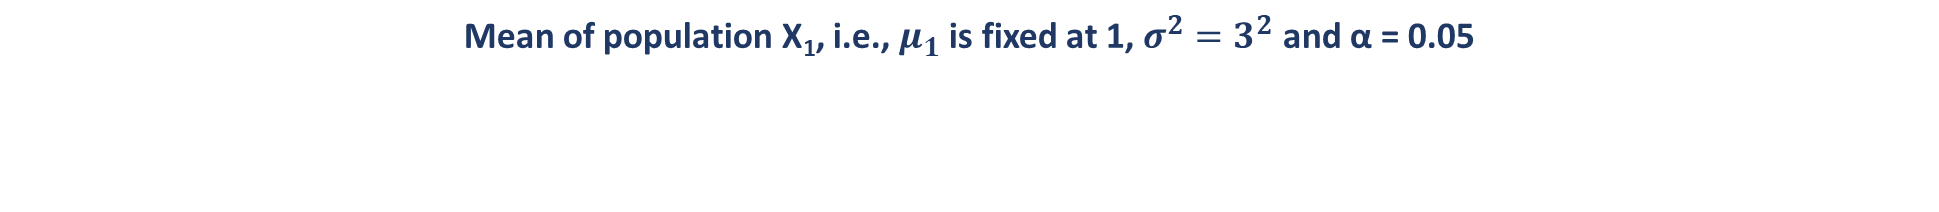 Mean of population X₁, i.e., μ₁ is fixed at 1, σ² = 3² and α = 0.05